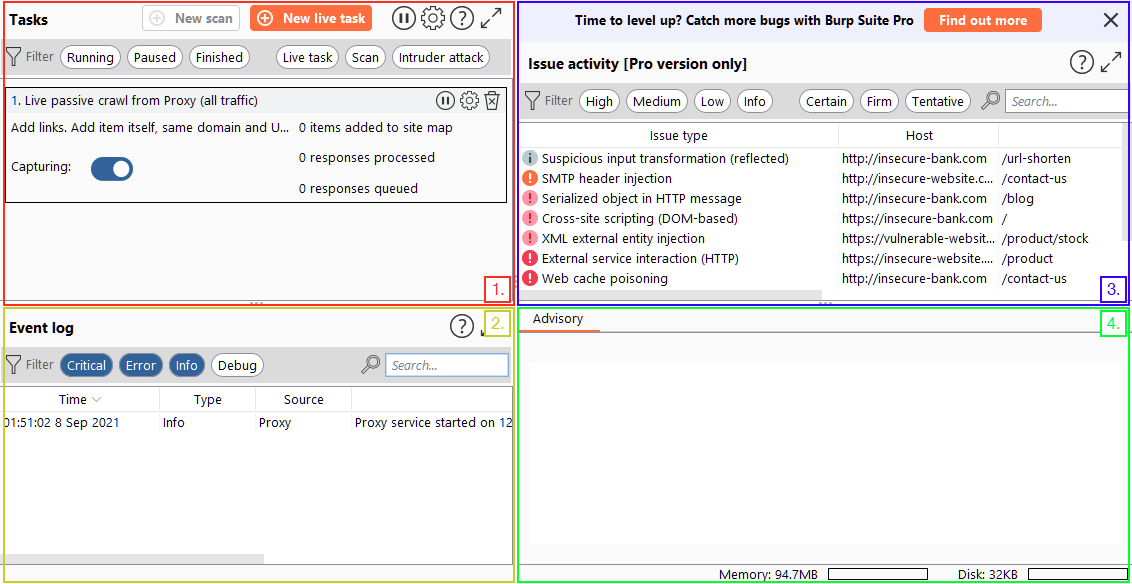 Tasks
New scan
New live task
Filter Running Paused Finished Live task Scan Intruder attack
1. Live passive crawl from Proxy (all traffic)
Add links. Add item itself, same domain and U... 0 items added to site map
0 responses processed
Capturing:
0 responses queued
1.
Event log
2.
Filter Critical Error Info Debug Search...
Time Type Source
01:51:02 8 Sep 2021 Info Proxy Proxy service started on 12
Time to level up? Catch more bugs with Burp Suite Pro Find out more
Issue activity [Pro version only]
Filter High Medium Low Info Certain Firm Tentative Search...
Issue type Host
Suspicious input transformation (reflected) http://insecure-bank.com /url-shorten
SMTP header injection http://insecure-website.c... /contact-us
Serialized object in HTTP message http://insecure-bank.com /blog
Cross-site scripting (DOM-based) https://insecure-bank.com /
XML external entity injection https://vulnerable-websit... /product/stock
External service interaction (HTTP) https://insecure-website.... /product
Web cache poisoning http://insecure-bank.com /contact-us
3.
Advisory
4.
Memory: 94.7MB Disk: 32KB